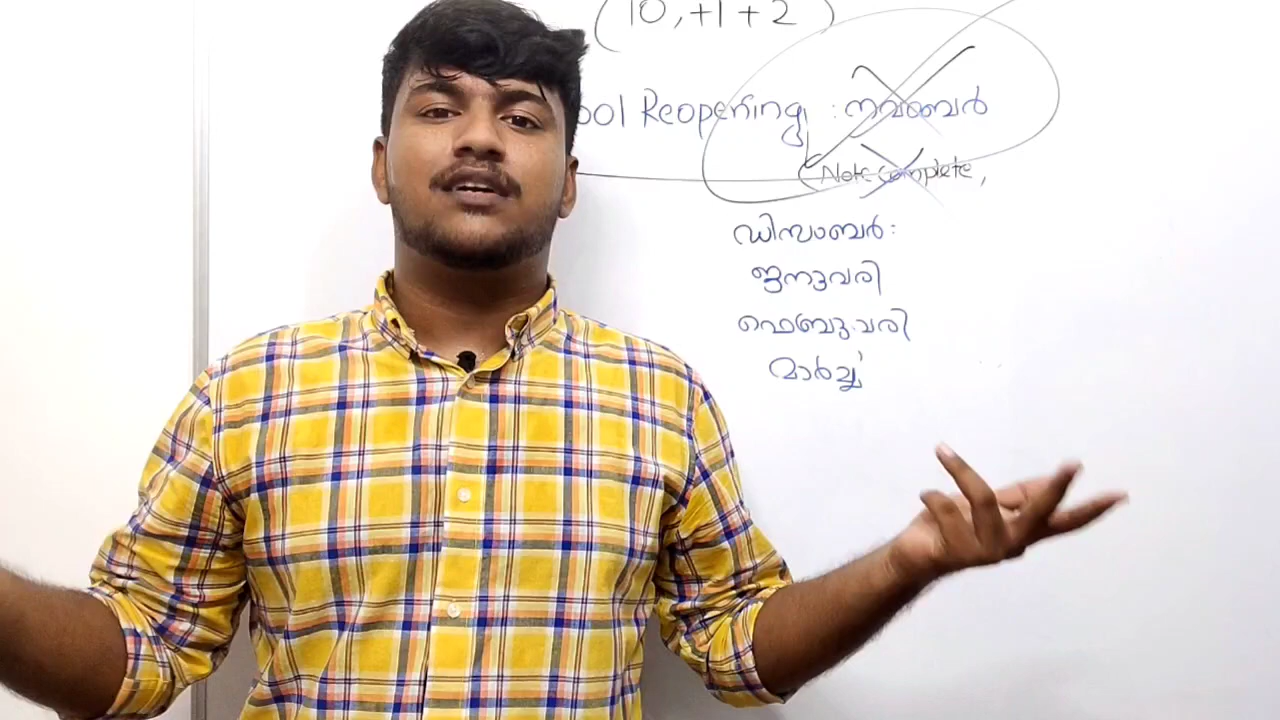 (10, +1 +2)
ool Reopening : നവംബർ
(Note complete,
ഡിസംബർ:
ജനുവരി
ഫെബ്രുവരി
മാർച്ച്